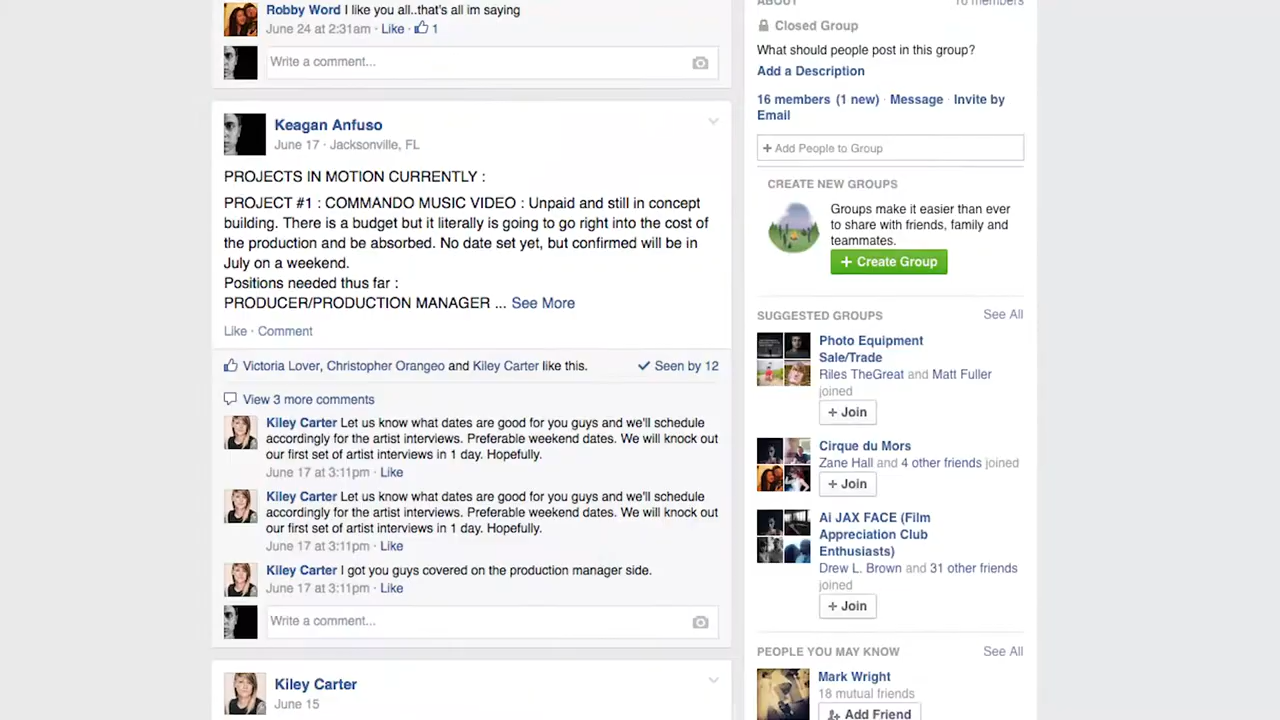 Robby Word I like you all..that's all im saying
June 24 at 2:31am · Like · 1
Write a comment...
Keagan Anfuso
June 17 · Jacksonville, FL
PROJECTS IN MOTION CURRENTLY :
PROJECT #1 : COMMANDO MUSIC VIDEO : Unpaid and still in concept
building. There is a budget but it literally is going to go right into the cost of
the production and be absorbed. No date set yet, but confirmed will be in
July on a weekend.
Positions needed thus far :
PRODUCER/PRODUCTION MANAGER ... See More
Like · Comment
Victoria Lover, Christopher Orangeo and Kiley Carter like this.
Seen by 12
View 3 more comments
Kiley Carter Let us know what dates are good for you guys and we'll schedule
accordingly for the artist interviews. Preferable weekend dates. We will knock out
our first set of artist interviews in 1 day. Hopefully.
June 17 at 3:11pm · Like
Kiley Carter Let us know what dates are good for you guys and we'll schedule
accordingly for the artist interviews. Preferable weekend dates. We will knock out
our first set of artist interviews in 1 day. Hopefully.
June 17 at 3:11pm · Like
Kiley Carter I got you guys covered on the production manager side.
June 17 at 3:11pm · Like
Write a comment...
Kiley Carter
June 15
ABOUT
16 members
Closed Group
What should people post in this group?
Add a Description
16 members (1 new) · Message · Invite by
Email
+ Add People to Group
CREATE NEW GROUPS
Groups make it easier than ever
to share with friends, family and
teammates.
+ Create Group
SUGGESTED GROUPS
See All
Photo Equipment
Sale/Trade
Riles TheGreat and Matt Fuller
joined
+ Join
Cirque du Mors
Zane Hall and 4 other friends joined
+ Join
Ai JAX FACE (Film
Appreciation Club
Enthusiasts)
Drew L. Brown and 31 other friends
joined
+ Join
PEOPLE YOU MAY KNOW
See All
Mark Wright
18 mutual friends
Add Friend